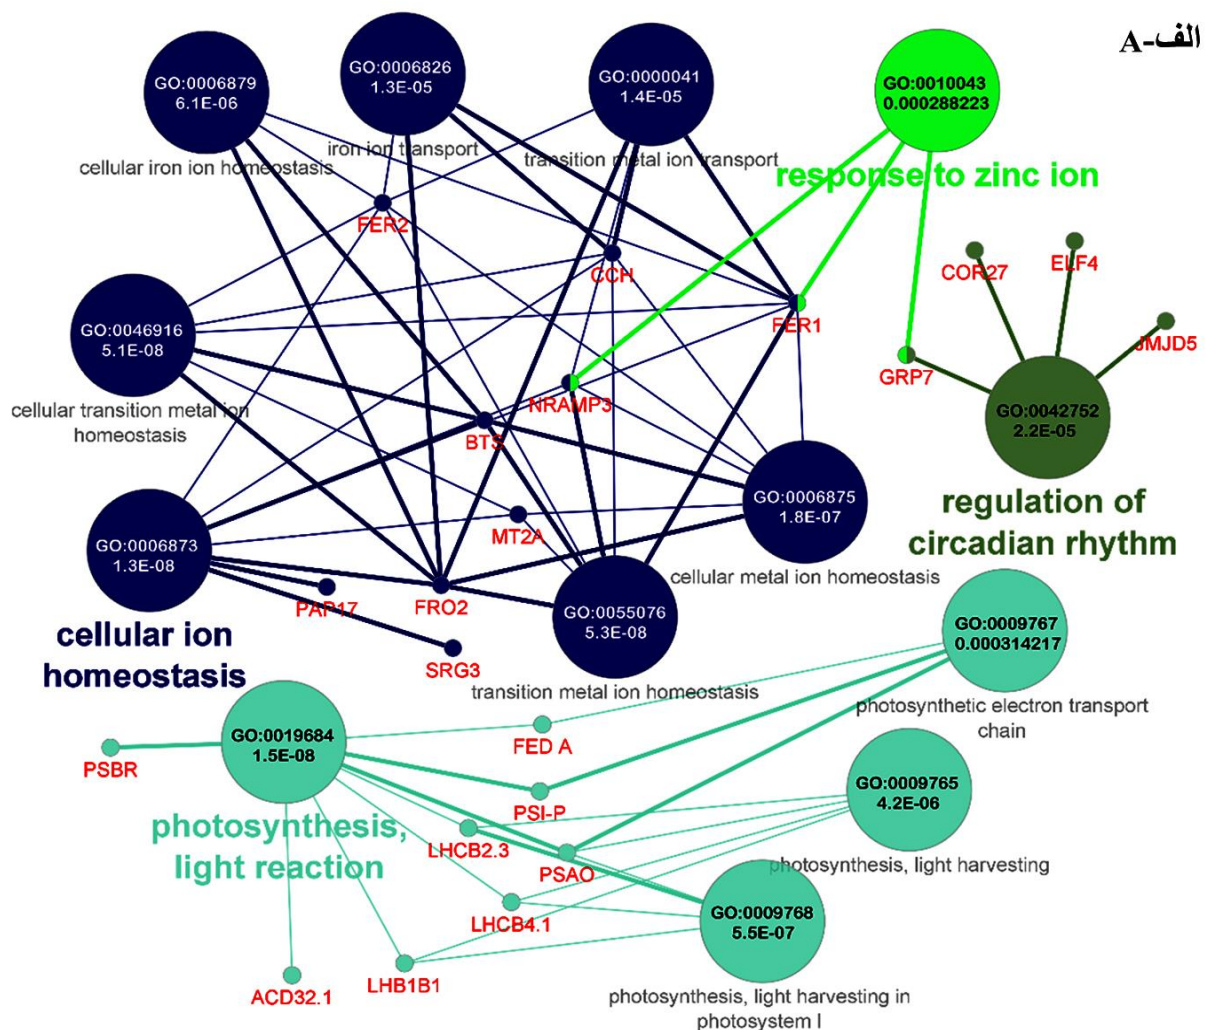 A-الف
GO:0006879
6.1E-06
cellular iron ion homeostasis
GO:0006826
1.3E-05
iron ion transport
GO:0000041
1.4E-05
transition metal ion transport
GO:0010043
0.000288223
response to zinc ion
FER2
CCH
COR27
ELF4
FER1
JMJD5
GRP7
GO:0046916
5.1E-08
cellular transition metal ion
homeostasis
NRAMP3
BTS
GO:0042752
2.2E-05
regulation of
circadian rhythm
GO:0006875
1.8E-07
cellular metal ion homeostasis
MT2A
GO:0006873
1.3E-08
cellular ion
homeostasis
PAP17
FRO2
SRG3
GO:0055076
5.3E-08
transition metal ion homeostasis
GO:0009767
0.000314217
photosynthetic electron transport
chain
GO:0019684
1.5E-08
photosynthesis,
light reaction
PSBR
FED A
PSI-P
LHCB2.3
PSAO
LHCB4.1
GO:0009765
4.2E-06
photosynthesis, light harvesting
GO:0009768
5.5E-07
photosynthesis, light harvesting in
photosystem I
ACD32.1
LHB1B1